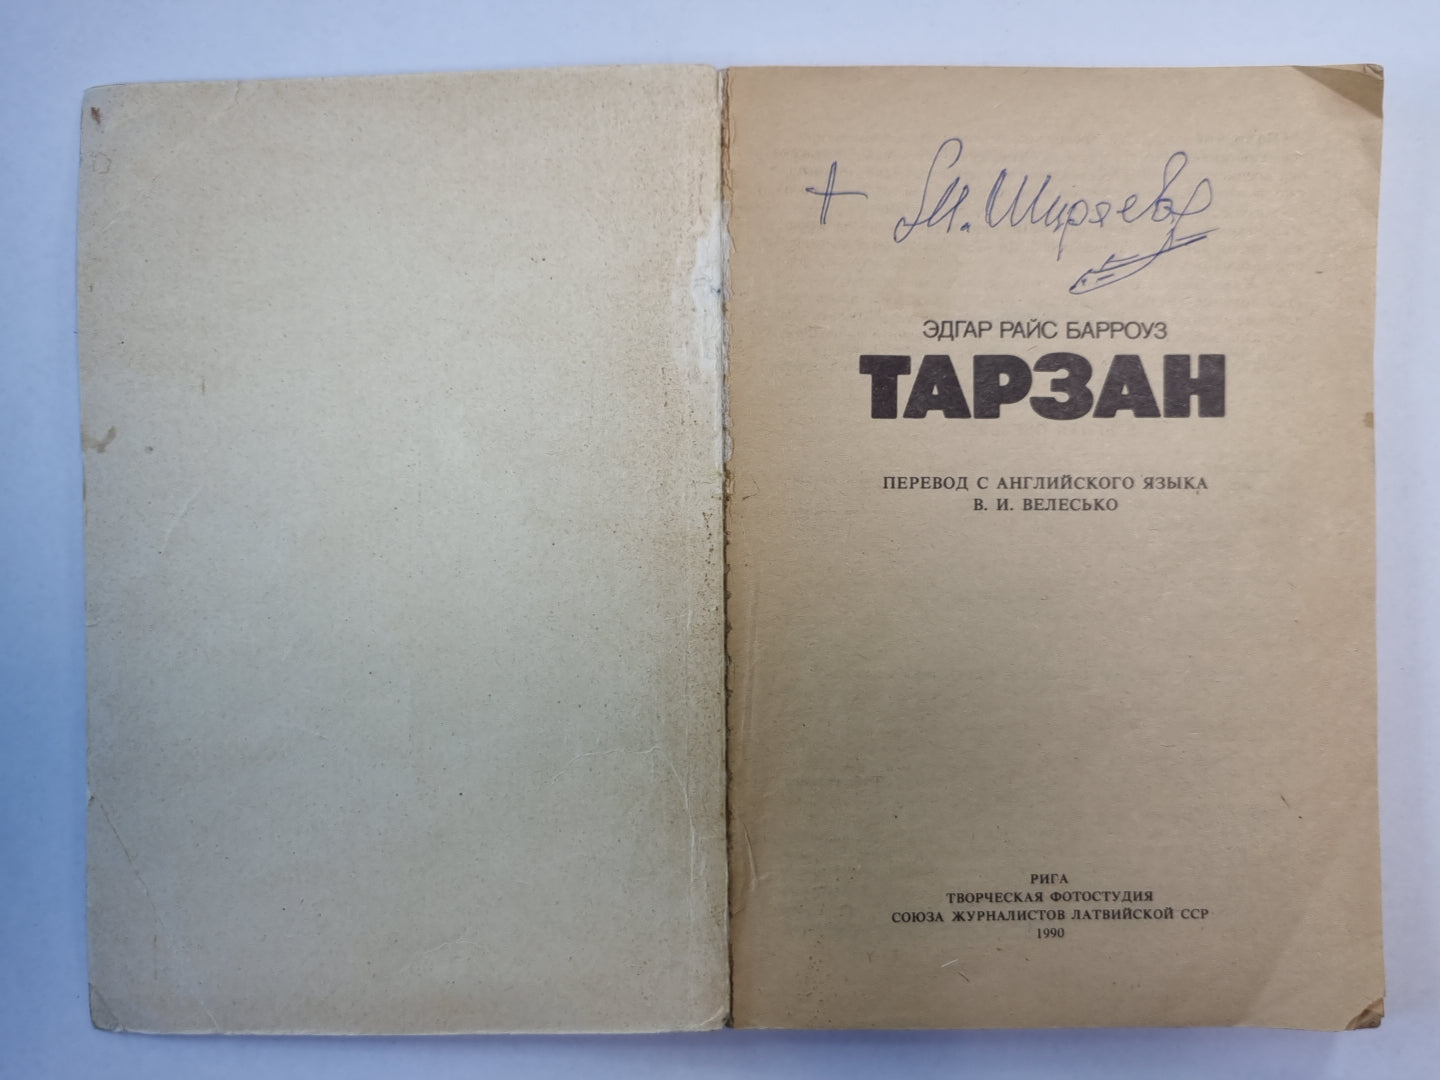 + М. Ширяева
ЭДГАР РАЙС БАРРОУЗ
ТАРЗАН
ПЕРЕВОД С АНГЛИЙСКОГО ЯЗЫКА
В. И. ВЕЛЕСЬКО
РИГА
ТВОРЧЕСКАЯ ФОТОСТУДИЯ
СОЮЗА ЖУРНАЛИСТОВ ЛАТВИЙСКОЙ ССР
1990